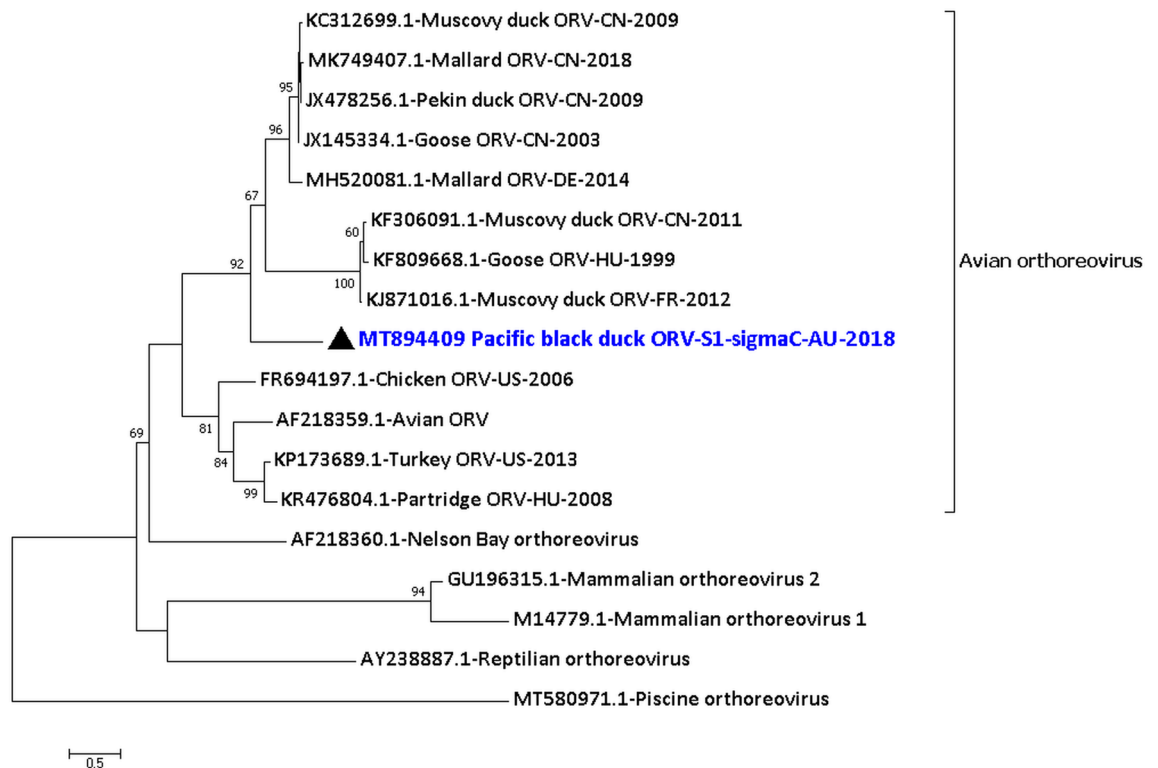 KC312699.1-Muscovy duck ORV-CN-2009
MK749407.1-Mallard ORV-CN-2018
95
JX478256.1-Pekin duck ORV-CN-2009
96
JX145334.1-Goose ORV-CN-2003
MH520081.1-Mallard ORV-DE-2014
67
KF306091.1-Muscovy duck ORV-CN-2011
60
KF809668.1-Goose ORV-HU-1999
Avian orthoreovirus
92
100
KJ871016.1-Muscovy duck ORV-FR-2012
MT894409 Pacific black duck ORV-S1-sigmaC-AU-2018
FR694197.1-Chicken ORV-US-2006
AF218359.1-Avian ORV
81
69
KP173689.1-Turkey ORV-US-2013
84
99
KR476804.1-Partridge ORV-HU-2008
AF218360.1-Nelson Bay orthoreovirus
GU196315.1-Mammalian orthoreovirus 2
94
M14779.1-Mammalian orthoreovirus 1
AY238887.1-Reptilian orthoreovirus
MT580971.1-Piscine orthoreovirus
0.5